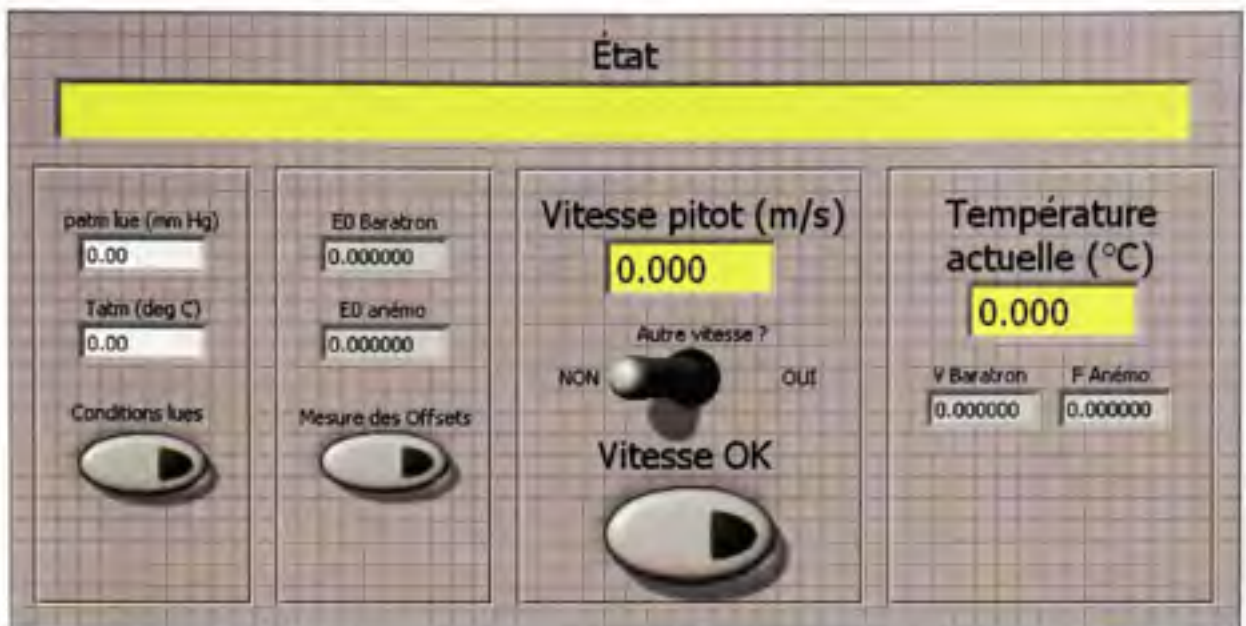 État
patm lue (mm Hg)
0.00
Tatm (deg C)
0.00
Conditions lues
E0 Baratron
0.000000
E0 anémo
0.000000
Mesure des Offsets
Vitesse pitot (m/s)
0.000
Autre vitesse ?
NON
OUI
Vitesse OK
Température
actuelle (°C)
0.000
V Baratron
F Anémo
0.000000
0.000000